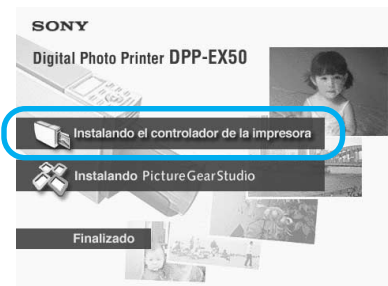 SONY
Digital Photo Printer DPP-EX50
Instalando el controlador de la impresora
Instalando PictureGearStudio
Finalizado